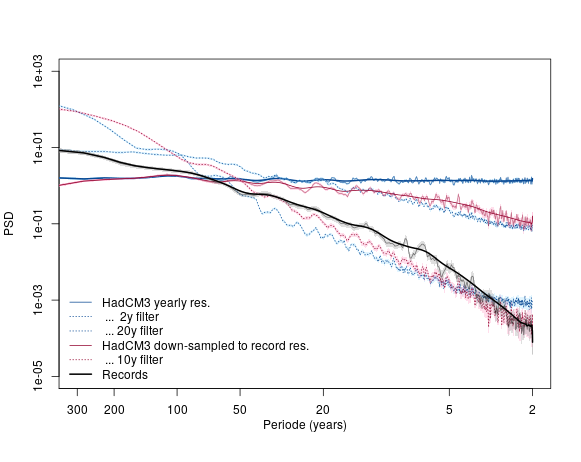 1e+03
1e+01
1e-01
1e-03
1e-05
PSD
HadCM3 yearly res.
... 2y filter
... 20y filter
HadCM3 down-sampled to record res.
... 10y filter
Records
300 200 100 50 20 5 2
Periode (years)